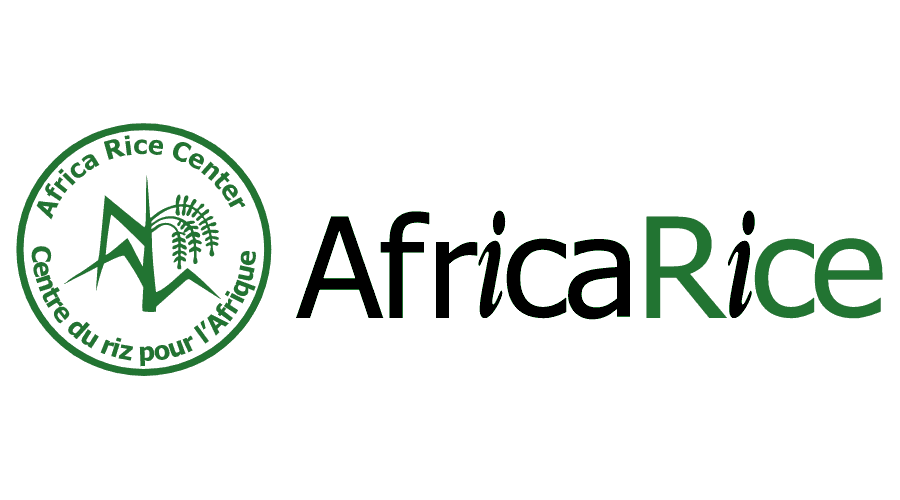 Africa Rice Center
Centre du riz pour l'Afrique
AfricaRice